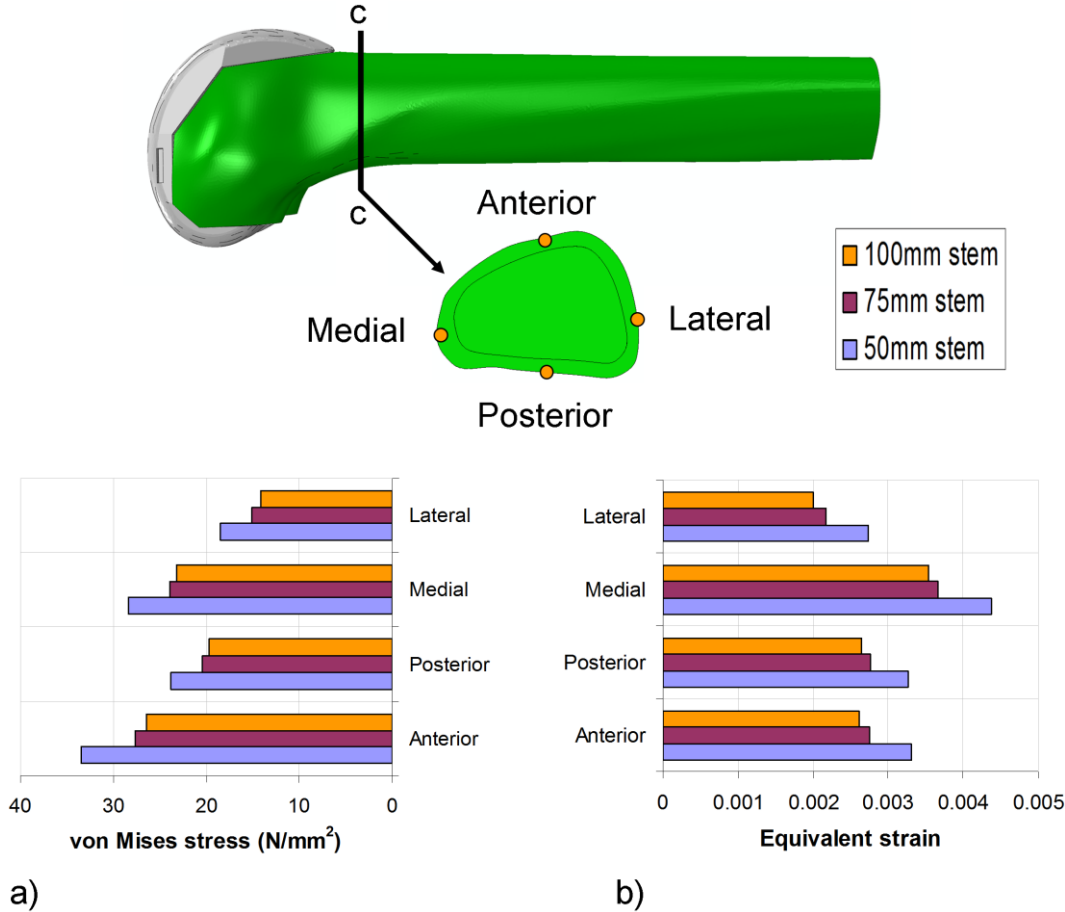 C
C
Anterior
Medial
Lateral
Posterior
100mm stem
75mm stem
50mm stem
Lateral
Medial
Posterior
Anterior
40 30 20 10 0
von Mises stress (N/mm²)
a)
Lateral
Medial
Posterior
Anterior
0 0.001 0.002 0.003 0.004 0.005
Equivalent strain
b)